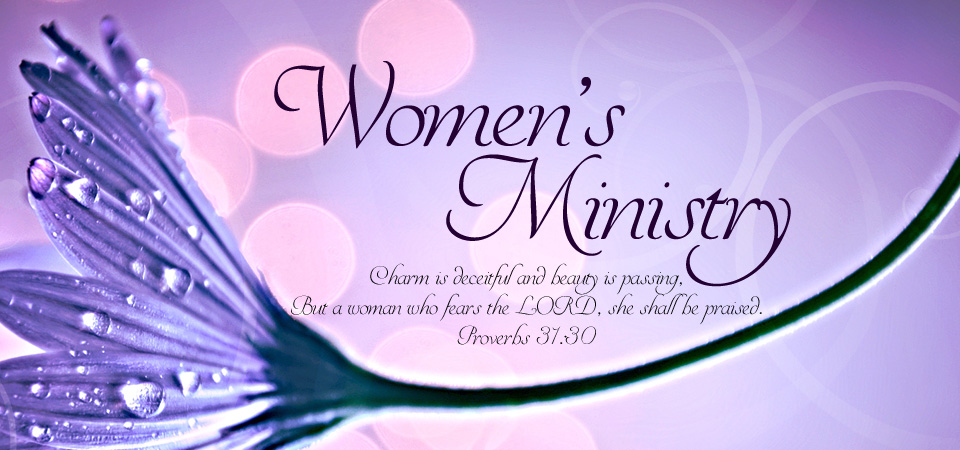 Women's
Ministry
Charm is deceitful and beauty is passing,
But a woman who fears the LORD, she shall be praised.
Proverbs 31:30